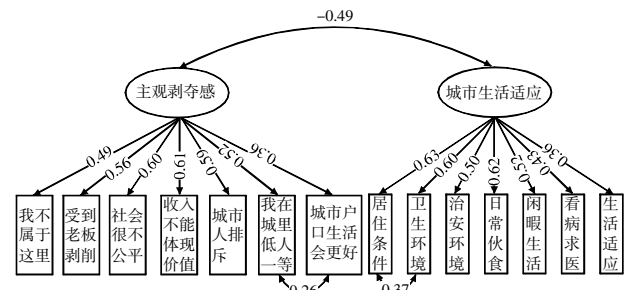 -0.49
主观剥夺感
城市生活适应
0.49
0.56
0.60
0.61
0.59
0.52
0.36
0.63
0.60
0.50
0.62
0.52
0.43
0.36
我不
属于
这里
受到
老板
剥削
社会
很不
公平
收入
不能
体现
价值
城市
人排
斥
我在
城里
低人
一等
城市户
口生活
会更好
居住条件
卫生环境
治安环境
日常伙食
闲暇生活
看病求医
生活适应
0.26
0.37